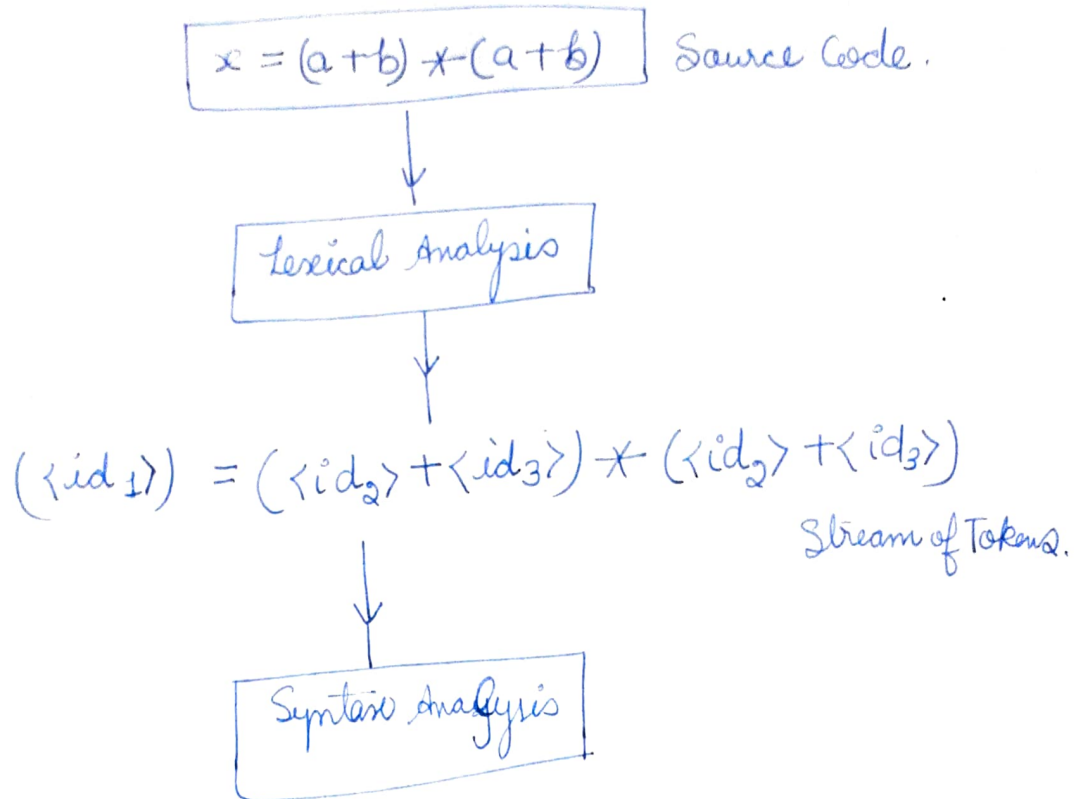 x = (a+b) * (a+b) Source Code.
Lexical Analysis
(<id1>) = (<id2> + <id3>) * (<id2> + <id3>)
Stream of Tokens.
Syntax Analysis